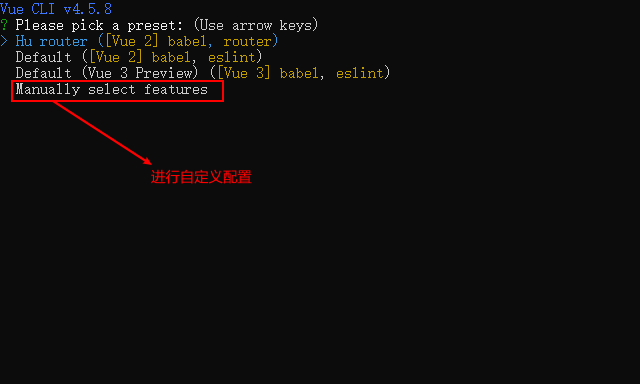 Vue CLI v4.5.8
? Please pick a preset: (Use arrow keys)
> Hu router ([Vue 2] babel, router)
Default ([Vue 2] babel, eslint)
Default (Vue 3 Preview) ([Vue 3] babel, eslint)
Manually select features
进行自定义配置